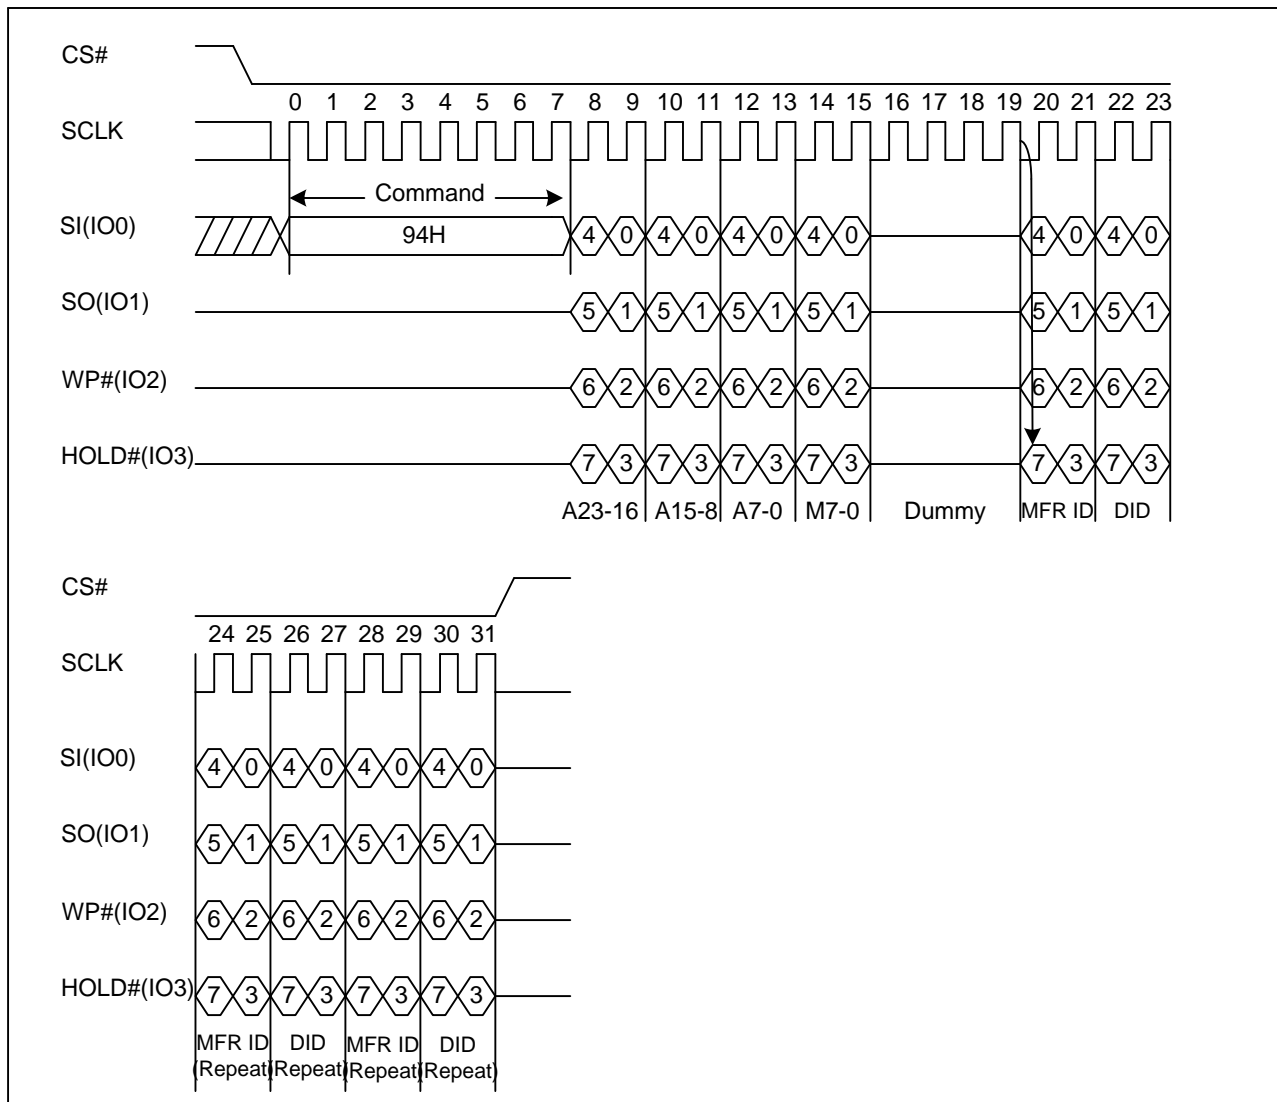 CS#
0 1 2 3 4 5 6 7 8 9 10 11 12 13 14 15 16 17 18 19 20 21 22 23
SCLK
Command
SI(IO0) 94H 4 0 4 0 4 0 4 0 4 0 4 0
SO(IO1) 5 1 5 1 5 1 5 1 5 1 5 1
WP#(IO2) 6 2 6 2 6 2 6 2 6 2 6 2
HOLD#(IO3) 7 3 7 3 7 3 7 3 7 3 7 3
A23-16 A15-8 A7-0 M7-0 Dummy MFR ID DID
CS#
24 25 26 27 28 29 30 31
SCLK
SI(IO0) 4 0 4 0 4 0 4 0
SO(IO1) 5 1 5 1 5 1 5 1
WP#(IO2) 6 2 6 2 6 2 6 2
HOLD#(IO3) 7 3 7 3 7 3 7 3
MFR ID DID MFR ID DID
(Repeat) (Repeat) (Repeat) (Repeat)